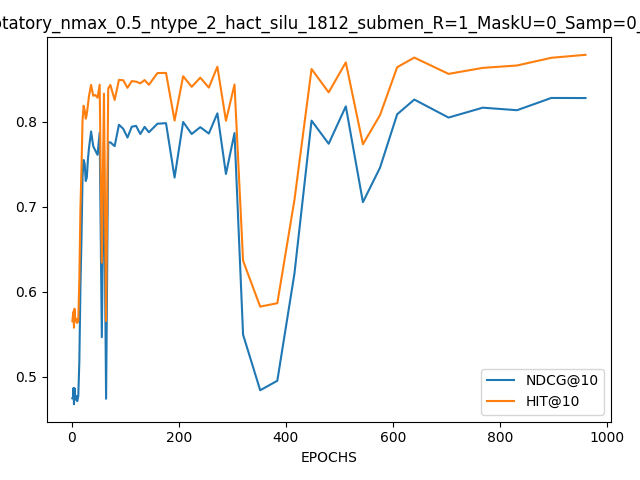 otatory_nmax_0.5_ntype_2_hact_silu_1812_submen_R=1_MaskU=0_Samp=0_
0.8
0.7
0.6
0.5
NDCG@10
HIT@10
0 200 400 600 800 1000
EPOCHS